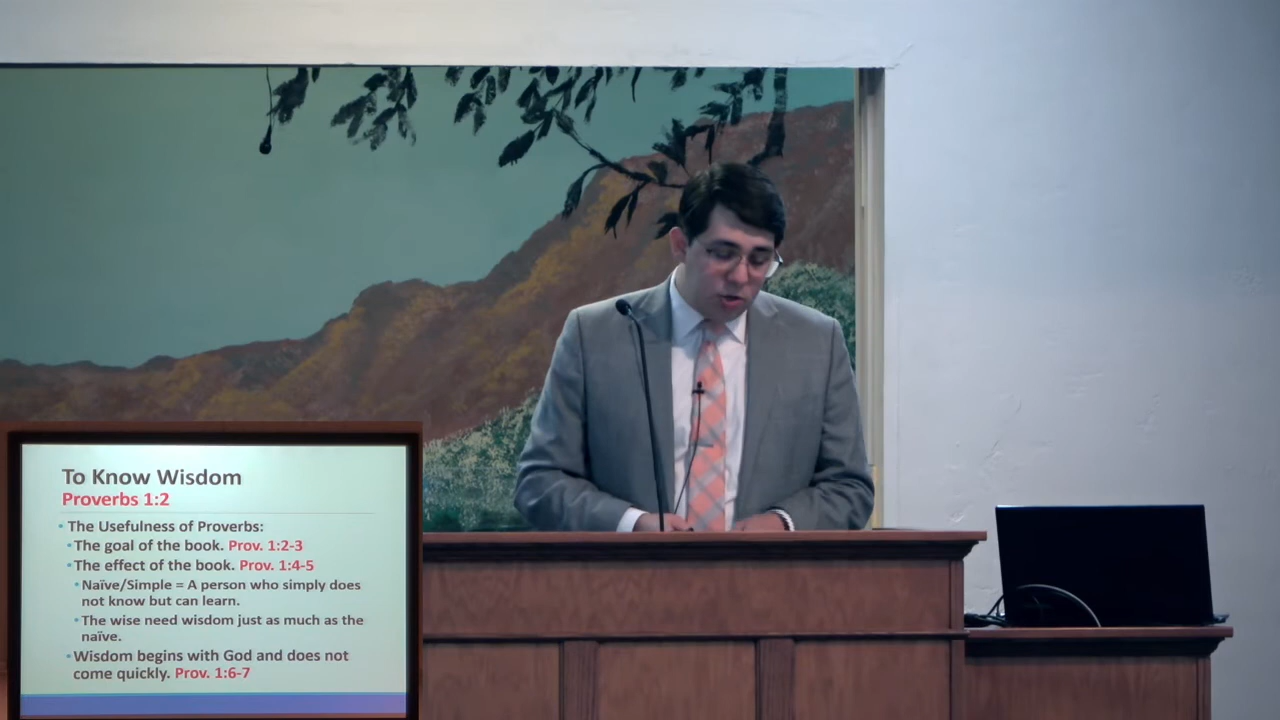 To Know Wisdom
Proverbs 1:2
• The Usefulness of Proverbs:
• The goal of the book. Prov. 1:2-3
• The effect of the book. Prov. 1:4-5
• Naïve/Simple = A person who simply does
not know but can learn.
• The wise need wisdom just as much as the
naïve.
• Wisdom begins with God and does not
come quickly. Prov. 1:6-7